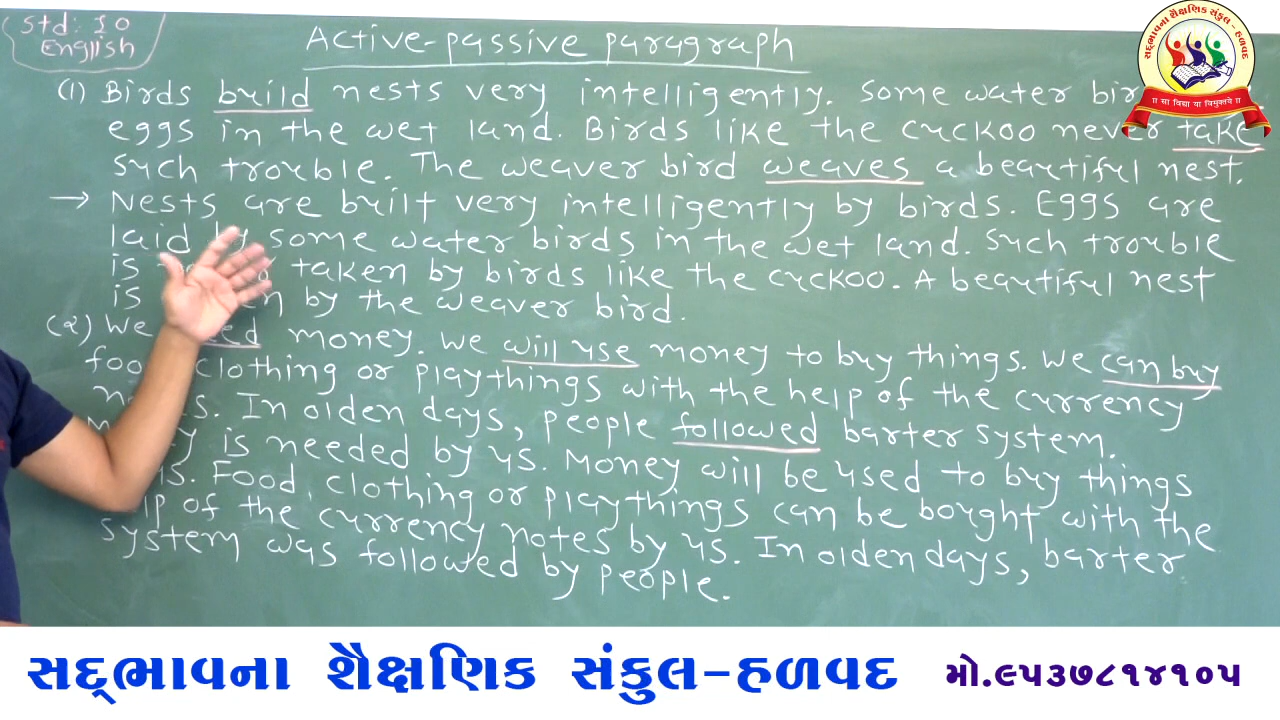 Std: 10
English
Active-passive paragraph
(1) Birds build nests very intelligently. Some water
eggs in the wet land. Birds like the cuckoo never take
such trouble. The weaver bird weaves a beautiful nest.
→ Nests are built very intelligently by birds. Eggs are
laid by some water birds in the wet land. Such trouble
is taken by birds like the cuckoo. A beautiful nest
is by the weaver bird.
(૨) We money. We will use money to buy things. We can buy
clothing or playthings with the help of the currency
In olden days, people followed barter system.
is needed by us. Money will be used to buy things
Food, clothing or playthings can be bought with the
of the currency notes by us. In olden days, barter
system was followed by people.
સદ્ભાવના શૈક્ષણિક સંકુલ - હળવદ
॥ सा विद्या या विमुक्तये ॥
સદ્ભાવના શૈક્ષણિક સંકુલ-હળવદ મો.૯૫૩૭૮૧૪૧૦૫